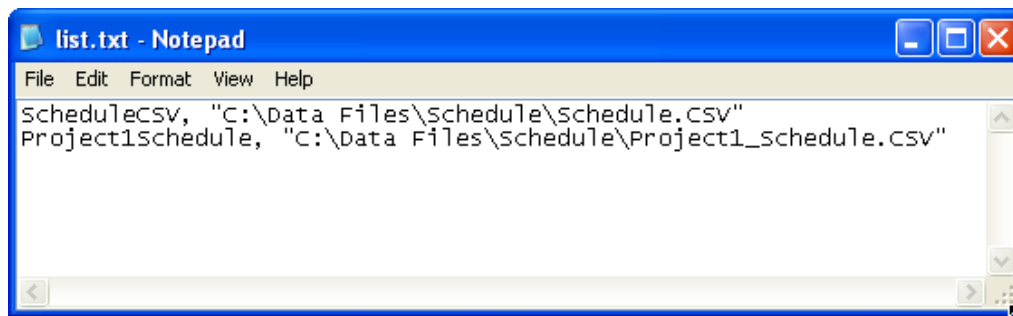 list.txt - Notepad
File Edit Format View Help
ScheduleCSV, "C:\Data Files\Schedule\Schedule.CSV"
Project1Schedule, "C:\Data Files\Schedule\Project1_Schedule.CSV"